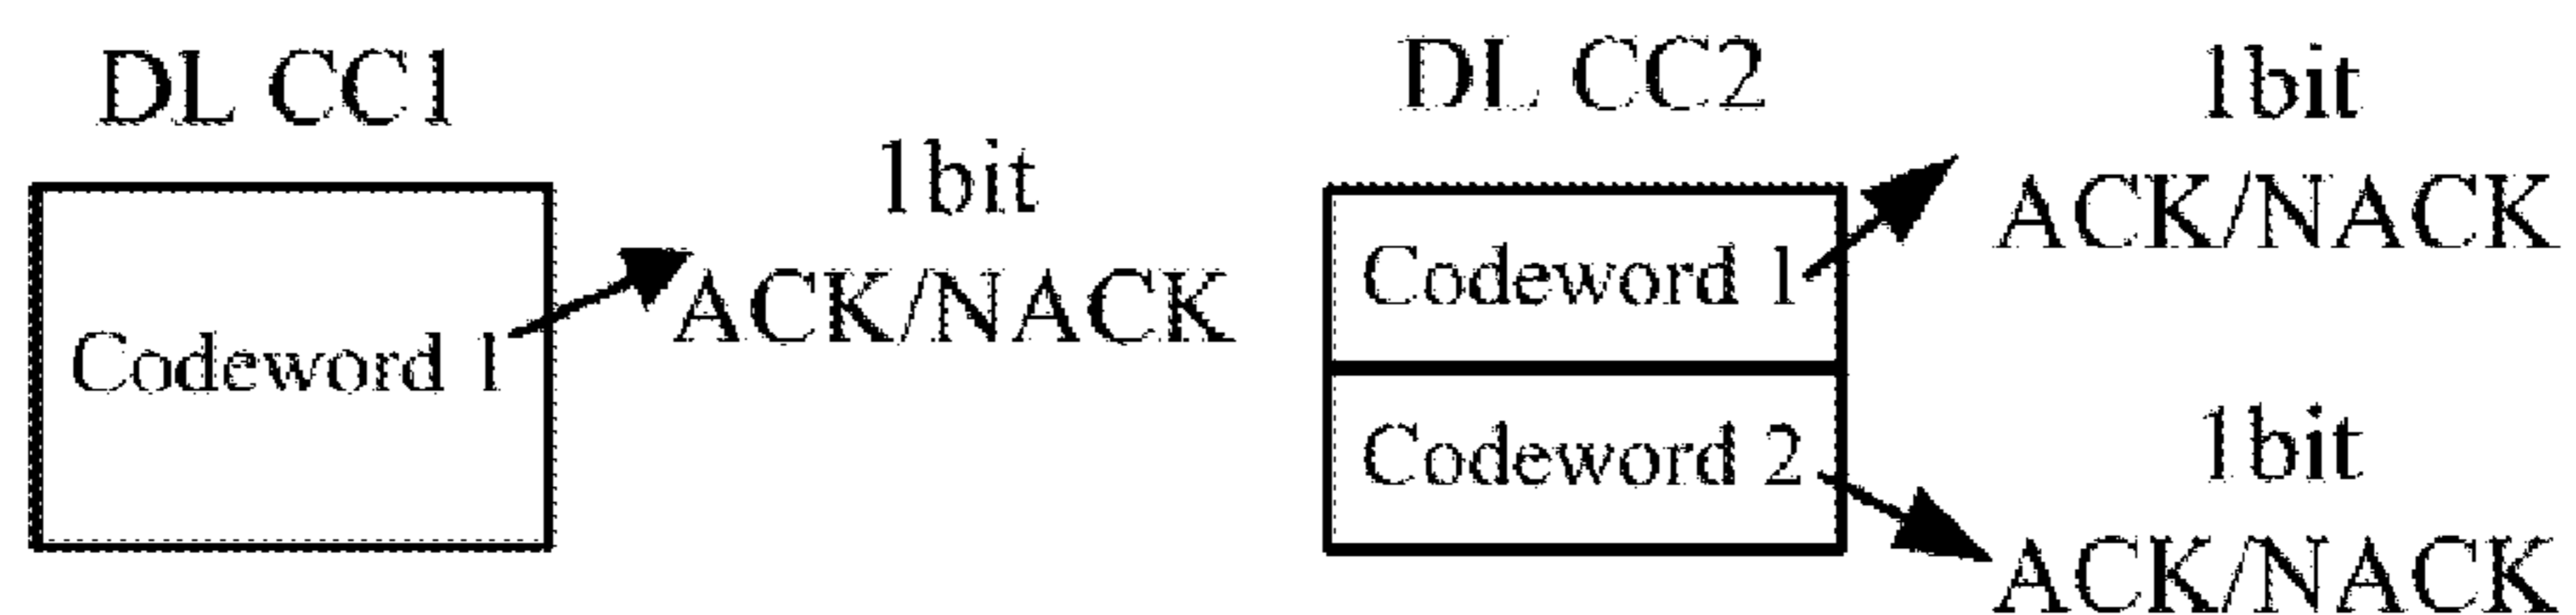 DL CC1
1bit
ACK/NACK
Codeword 1
DL CC2
1bit
ACK/NACK
Codeword 1
Codeword 2
1bit
ACK/NACK